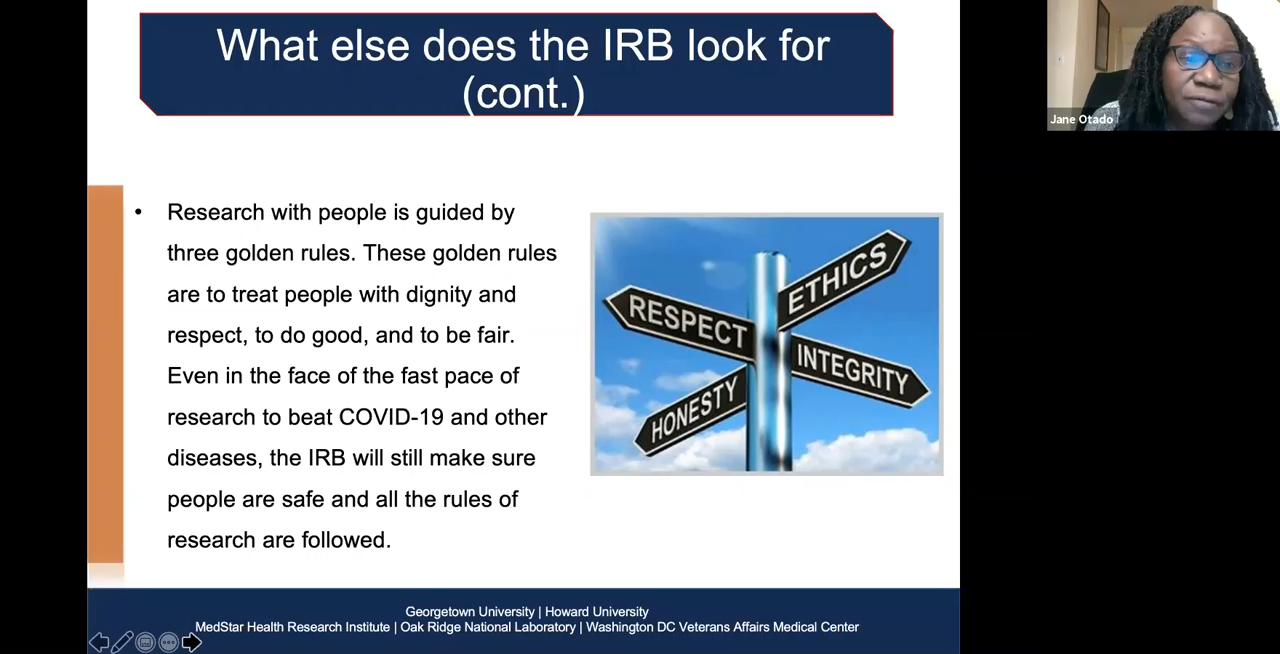 What else does the IRB look for
(cont.)
Jane Otado
• Research with people is guided by
three golden rules. These golden rules
are to treat people with dignity and
respect, to do good, and to be fair.
Even in the face of the fast pace of
research to beat COVID-19 and other
diseases, the IRB will still make sure
people are safe and all the rules of
research are followed.
ETHICS
RESPECT
INTEGRITY
HONESTY
Georgetown University | Howard University
MedStar Health Research Institute | Oak Ridge National Laboratory | Washington DC Veterans Affairs Medical Center